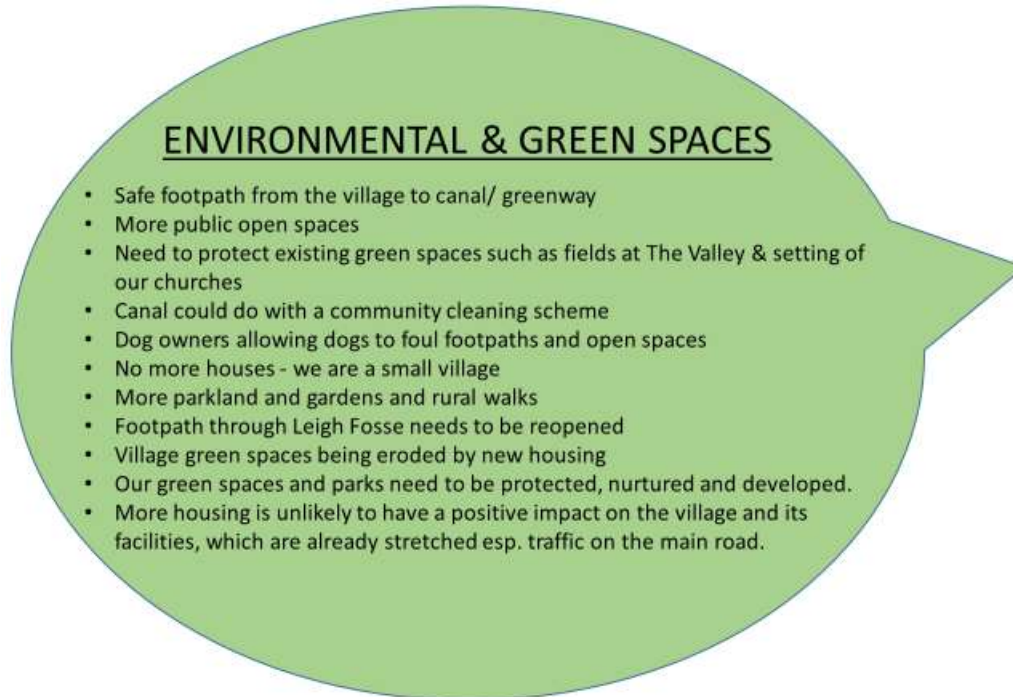 ENVIRONMENTAL & GREEN SPACES
• Safe footpath from the village to canal/ greenway
• More public open spaces
• Need to protect existing green spaces such as fields at The Valley & setting of
our churches
• Canal could do with a community cleaning scheme
• Dog owners allowing dogs to foul footpaths and open spaces
• No more houses - we are a small village
• More parkland and gardens and rural walks
• Footpath through Leigh Fosse needs to be reopened
• Village green spaces being eroded by new housing
• Our green spaces and parks need to be protected, nurtured and developed.
• More housing is unlikely to have a positive impact on the village and its
facilities, which are already stretched esp. traffic on the main road.